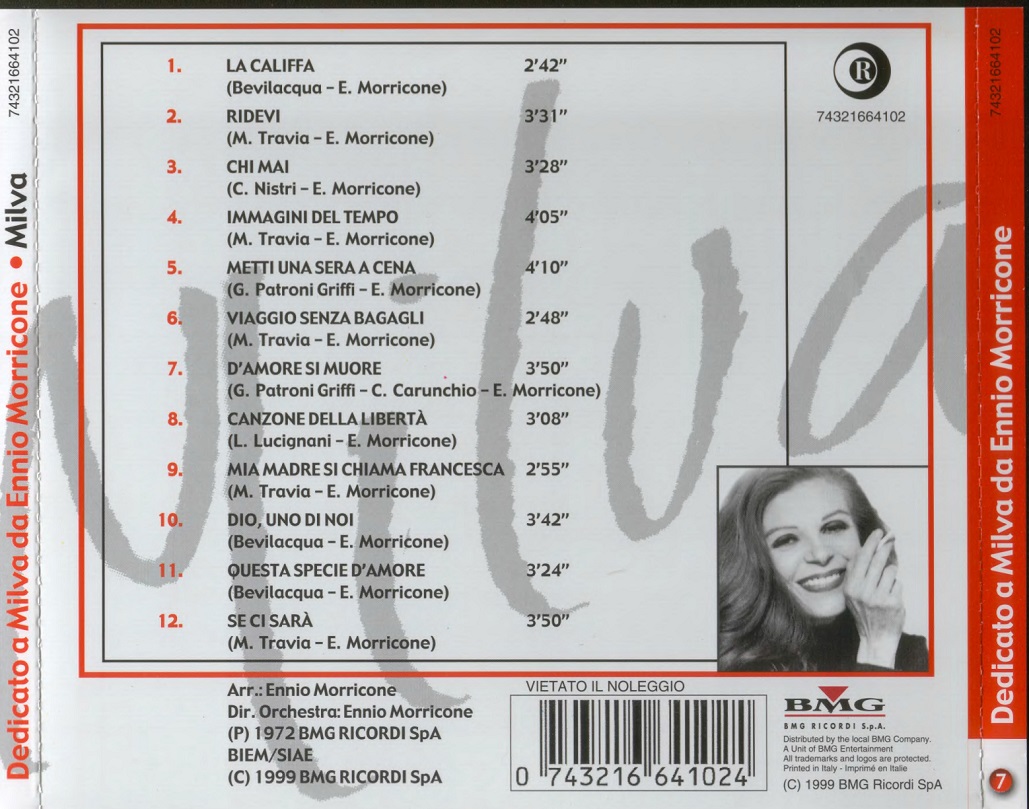 74321664102
Dedicato a Milva da Ennio Morricone • Milva
1. LA CALIFFA 2’42”
(Bevilacqua – E. Morricone)
2. RIDEVI 3’31”
(M. Travia – E. Morricone)
3. CHI MAI 3’28”
(C. Nistri – E. Morricone)
4. IMMAGINI DEL TEMPO 4’05”
(M. Travia – E. Morricone)
5. METTI UNA SERA A CENA 4’10”
(G. Patroni Griffi – E. Morricone)
6. VIAGGIO SENZA BAGAGLI 2’48”
(M. Travia – E. Morricone)
7. D’AMORE SI MUORE 3’50”
(G. Patroni Griffi – C. Carunchio – E. Morricone)
8. CANZONE DELLA LIBERTÀ 3’08”
(L. Lucignani – E. Morricone)
9. MIA MADRE SI CHIAMA FRANCESCA 2’55”
(M. Travia – E. Morricone)
10. DIO, UNO DI NOI 3’42”
(Bevilacqua – E. Morricone)
11. QUESTA SPECIE D’AMORE 3’24”
(Bevilacqua – E. Morricone)
12. SE CI SARÀ 3’50”
(M. Travia – E. Morricone)
milva
R
74321664102
Arr.: Ennio Morricone
Dir. Orchestra: Ennio Morricone
(P) 1972 BMG RICORDI SpA
BIEM/SIAE
(C) 1999 BMG RICORDI SpA
VIETATO IL NOLEGGIO
0 743216 641024
BMG
BMG RICORDI S.p.A.
Distributed by the local BMG Company.
A Unit of BMG Entertainment
All trademarks and logos are protected.
Printed in Italy - Imprimé en Italie
(C) 1999 BMG Ricordi SpA
74321664102
Dedicato a Milva da Ennio Morricone
7